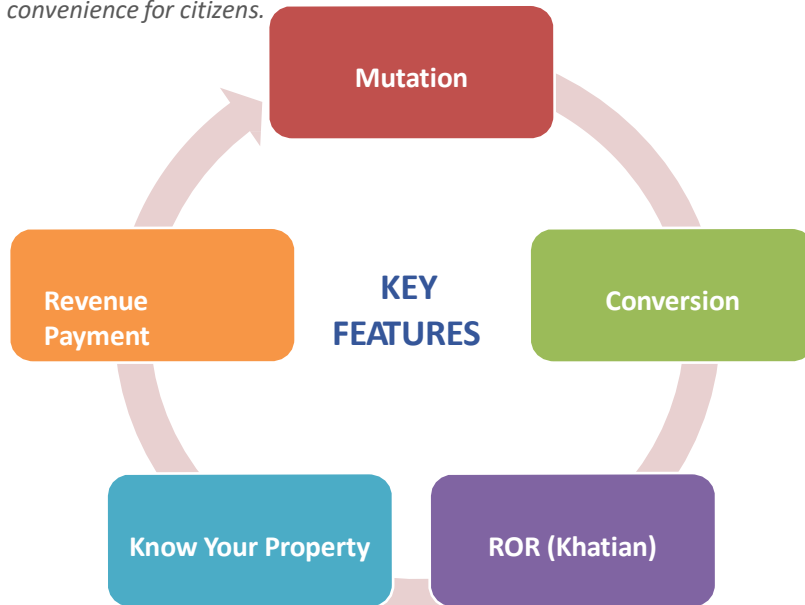 convenience for citizens.
Mutation
Conversion
ROR (Khatian)
Know Your Property
Revenue
Payment
KEY
FEATURES